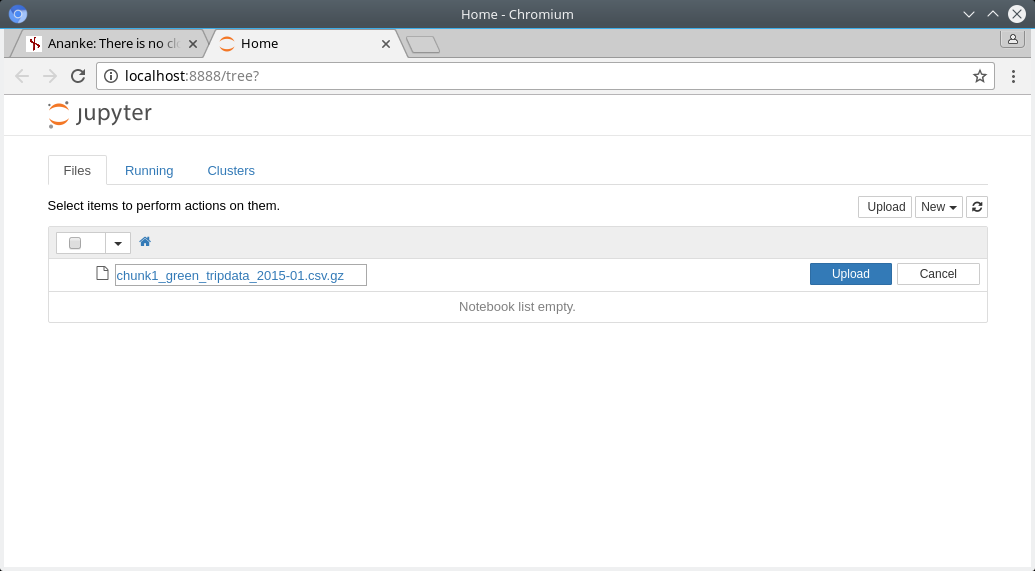 Home - Chromium
Ananke: There is no cl
Home
localhost:8888/tree?
jupyter
Files Running Clusters
Select items to perform actions on them.
Upload New
chunk1_green_tripdata_2015-01.csv.gz
Upload Cancel
Notebook list empty.